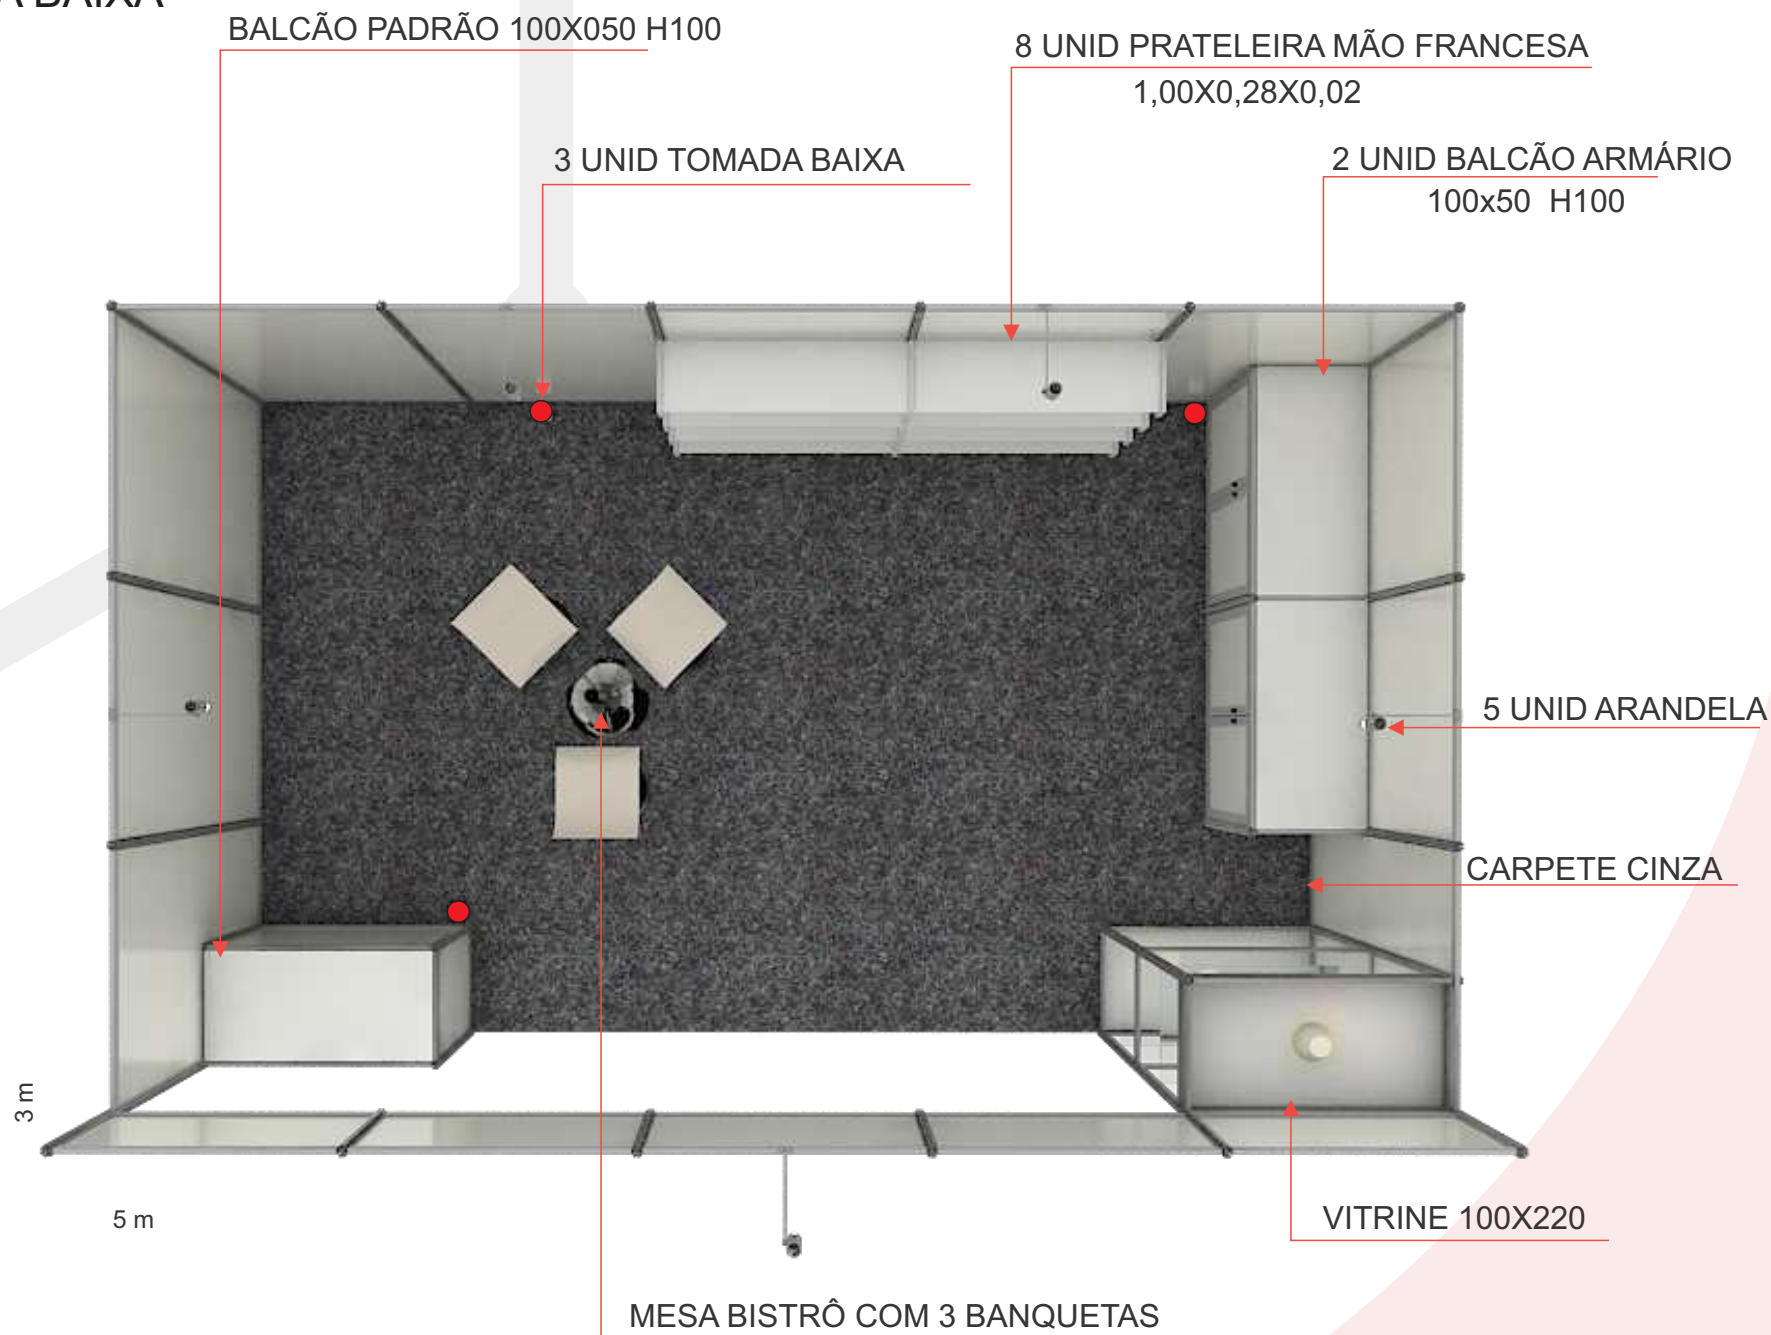 A BAIXA
BALCÃO PADRÃO 100X050 H100
8 UNID PRATELEIRA MÃO FRANCESA
1,00X0,28X0,02
3 UNID TOMADA BAIXA
2 UNID BALCÃO ARMÁRIO
100x50 H100
5 UNID ARANDELA
CARPETE CINZA
3 m
5 m
VITRINE 100X220
MESA BISTRÔ COM 3 BANQUETAS